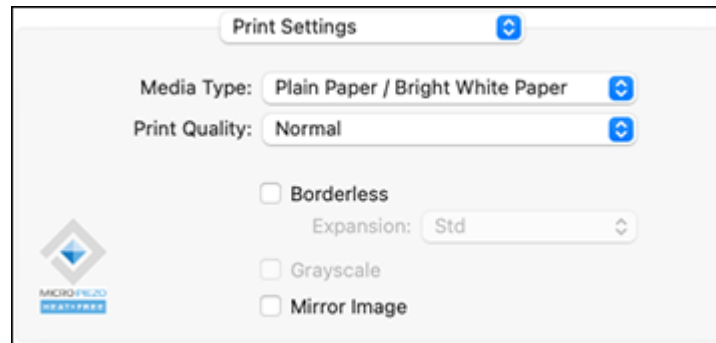 Print Settings
Media Type: Plain Paper / Bright White Paper
Print Quality: Normal
Borderless
Expansion: Std
Grayscale
Mirror Image
MICRO PIEZO
HEAT-FREE